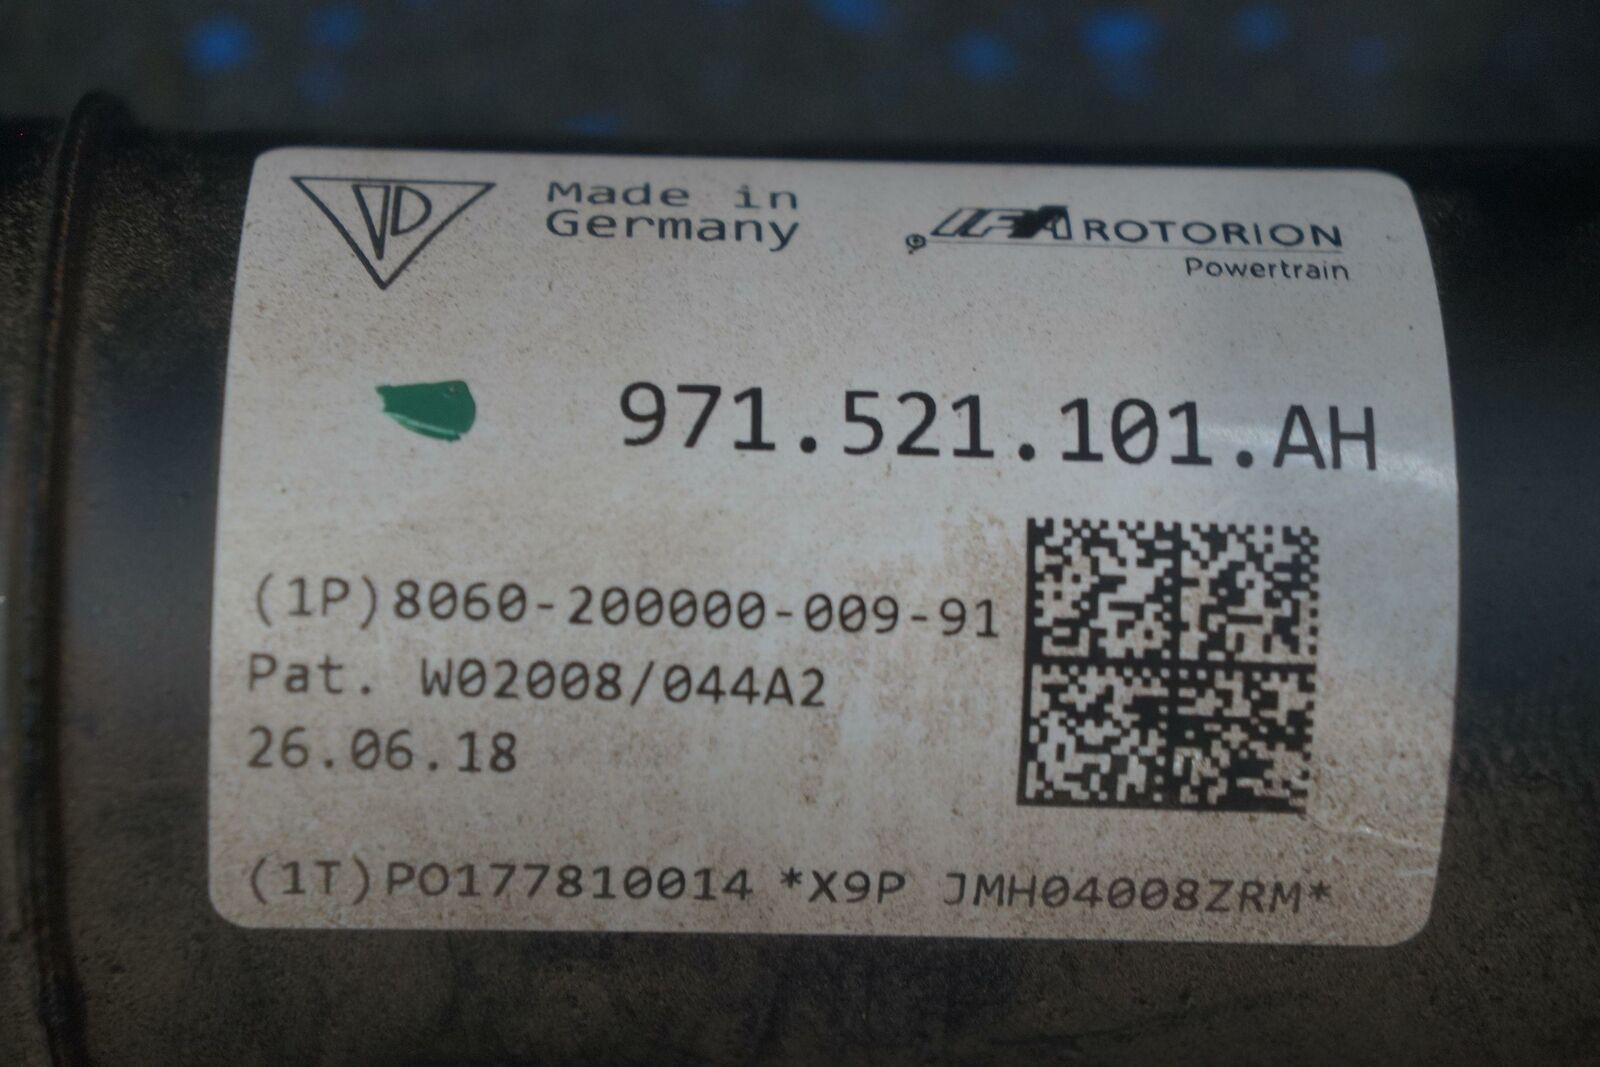 Made in
Germany
IFA ROTORION
Powertrain
971.521.101.AH
(1P)8060-200000-009-91
Pat. WO2008/044A2
26.06.18
(1T)PO177810014 *X9P JMH04008ZRM*